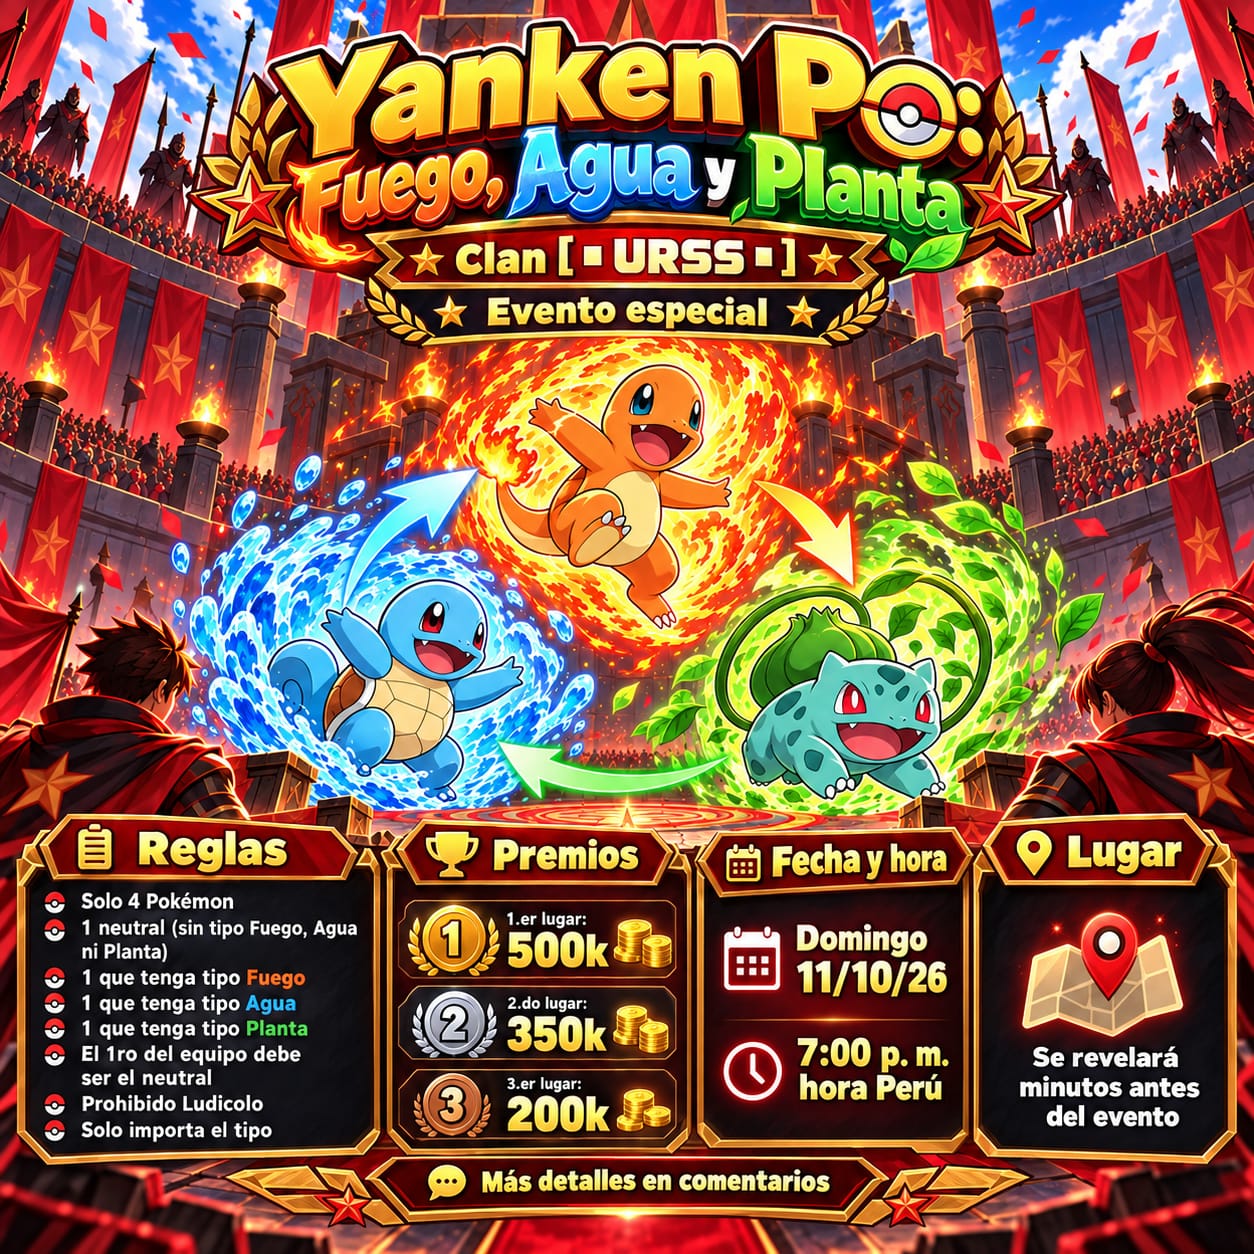 Yanken Po:
Fuego, Agua y Planta
Clan [▪URSS▪]
Evento especial
Reglas
Solo 4 Pokémon
1 neutral (sin tipo Fuego, Agua
ni Planta)
1 que tenga tipo Fuego
1 que tenga tipo Agua
1 que tenga tipo Planta
El 1ro del equipo debe
ser el neutral
Prohibido Ludicolo
Solo importa el tipo
Premios
1
1.er lugar:
500k
2
2.do lugar:
350k
3
3.er lugar:
200k
Fecha y hora
Domingo
11/10/26
7:00 p. m.
hora Perú
Lugar
Se revelará
minutos antes
del evento
Más detalles en comentarios